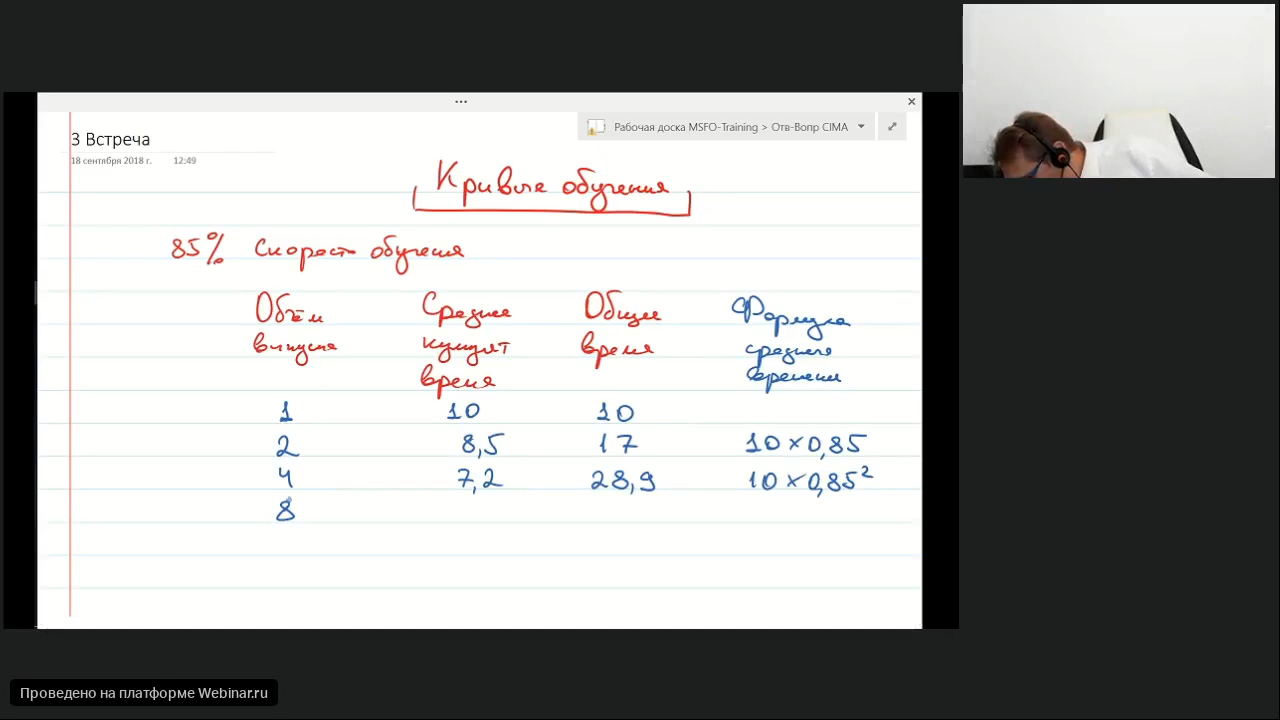 3 Встреча
18 сентября 2018 г. 12:49
Рабочая доска MSFO-Training > Отв-Вопр CIMA
Кривые обучения
85% Скорость обучения
Объём выпуска
Среднее кумулят время
Общее время
Формула среднего времени
1 10 10
2 8,5 17 10 × 0,85
4 7,2 28,9 10 × 0,85²
8
Проведено на платформе Webinar.ru